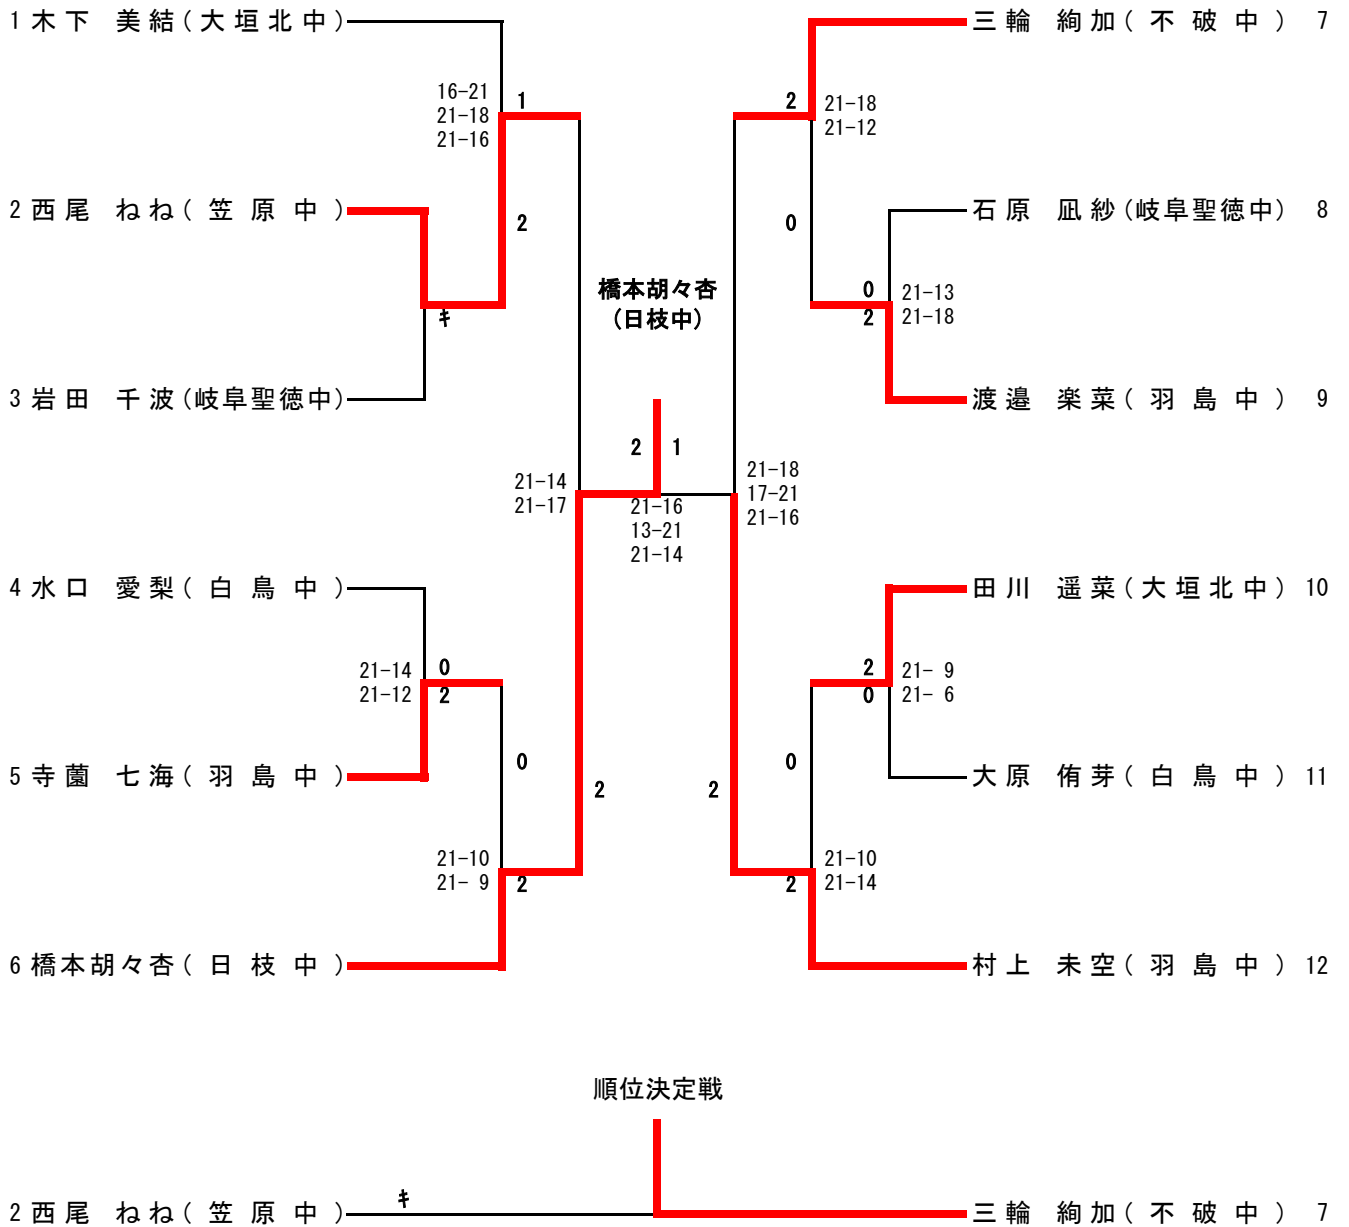 1 木下 美結(大垣北中)
三輪 絢加(不破中) 7
16-21
21-18
21-16
1
2
2
21-18
21-12
0
2 西尾 ねね(笠原中)
石原 凪紗(岐阜聖徳中) 8
橋本胡々杏
(日枝中)
キ
0
2
21-13
21-18
3 岩田 千波(岐阜聖徳中)
渡邉 楽菜(羽島中) 9
2 1
21-14
21-17
21-16
13-21
21-14
21-18
17-21
21-16
4 水口 愛梨(白鳥中)
田川 遥菜(大垣北中) 10
21-14
21-12
0
2
2
0
21- 9
21- 6
5 寺薗 七海(羽島中)
大原 侑芽(白鳥中) 11
0
2
2
0
21-10
21- 9
2
2
21-10
21-14
6 橋本胡々杏(日枝中)
村上 未空(羽島中) 12
順位決定戦
キ
2 西尾 ねね(笠原中)
三輪 絢加(不破中) 7